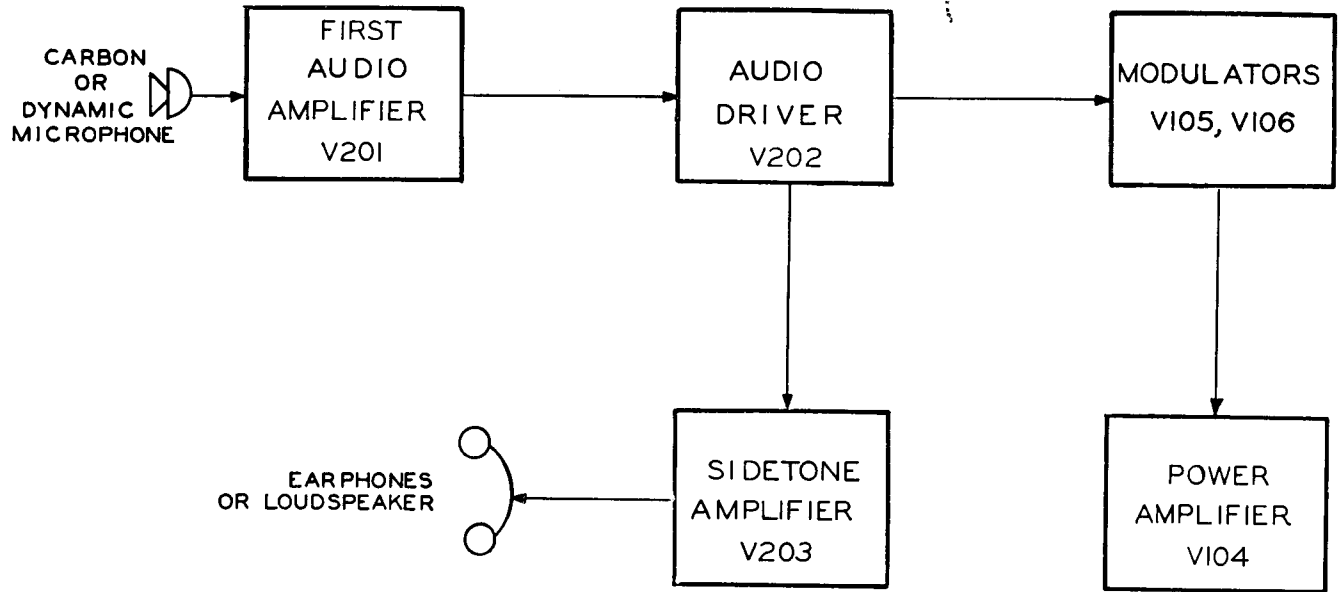 CARBON
OR
DYNAMIC
MICROPHONE
FIRST
AUDIO
AMPLIFIER
V201
AUDIO
DRIVER
V202
MODULATORS
V105, V106
EARPHONES
OR LOUDSPEAKER
SIDETONE
AMPLIFIER
V203
POWER
AMPLIFIER
V104